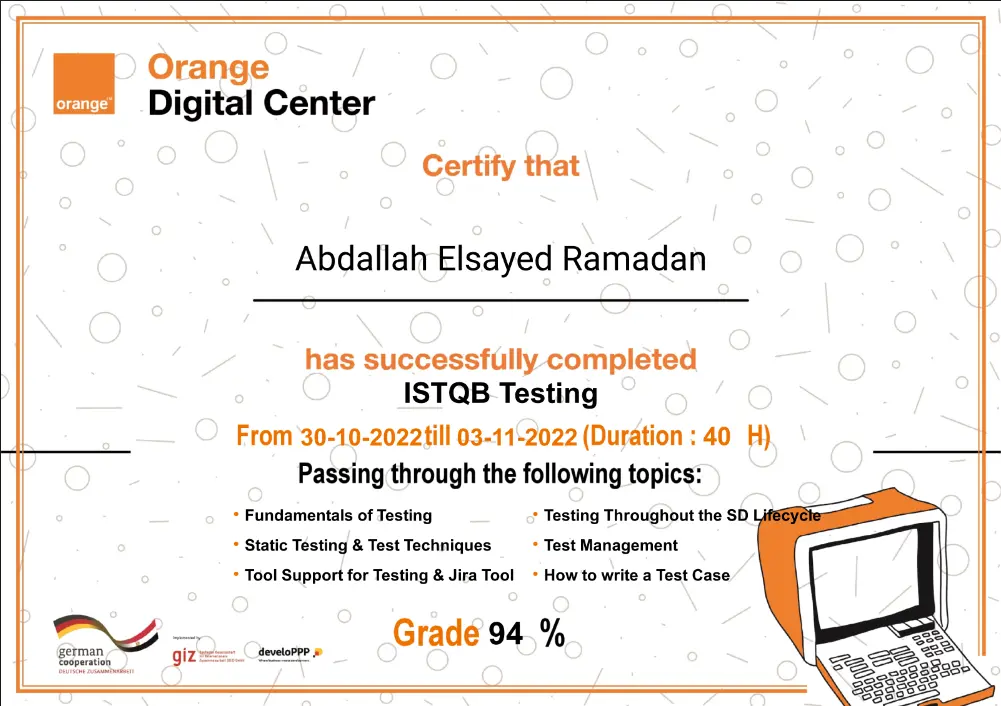 orange
Orange
Digital Center
Certify that
Abdallah Elsayed Ramadan
has successfully completed
ISTQB Testing
From 30-10-2022till 03-11-2022 (Duration : 40 H)
Passing through the following topics:
• Fundamentals of Testing
• Testing Throughout the SD Lifecycle
• Static Testing & Test Techniques
• Test Management
• Tool Support for Testing & Jira Tool
• How to write a Test Case
Grade 94 %
german
cooperation
DEUTSCHE ZUSAMMENARBEIT
Implemented by
giz
develoPPP